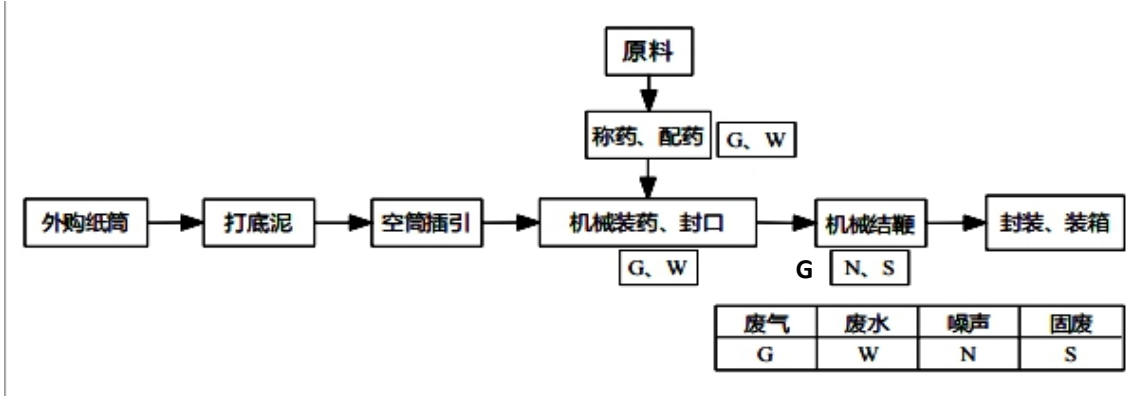 原料
称药、配药
G、W
外购纸筒
打底泥
空筒插引
机械装药、封口
机械结鞭
封装、装箱
G、W
G
N、S
废气 废水 噪声 固废
G W N S